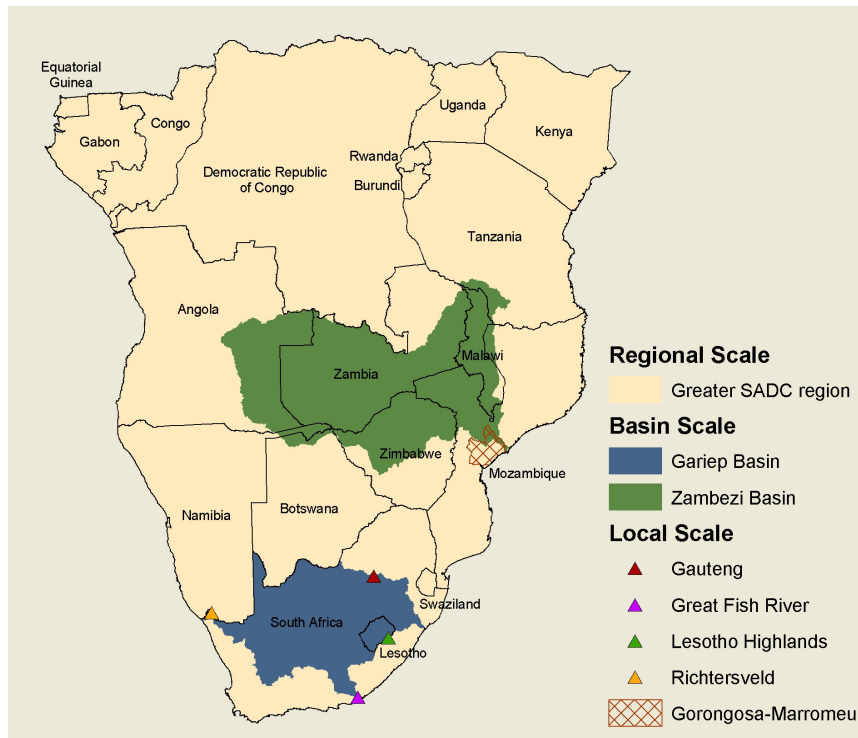 Equatorial
Guinea
Congo
Gabon
Uganda
Kenya
Rwanda
Democratic Republic
of Congo
Burundi
Tanzania
Angola
Malawi
Zambia
Zimbabwe
Mozambique
Namibia
Botswana
Swaziland
South Africa
Lesotho
Regional Scale
Greater SADC region
Basin Scale
Gariep Basin
Zambezi Basin
Local Scale
Gauteng
Great Fish River
Lesotho Highlands
Richtersveld
Gorongosa-Marromeu